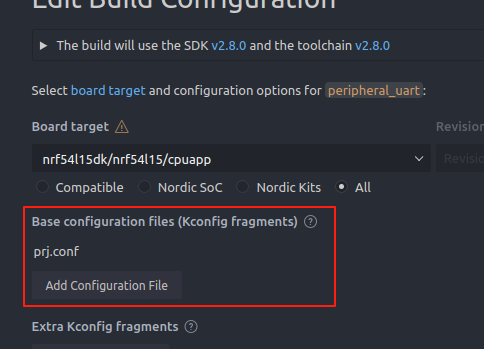 Edit Build Configuration
The build will use the SDK v2.8.0 and the toolchain v2.8.0
Select board target and configuration options for peripheral_uart:
Board target
Revision
nrf54l15dk/nrf54l15/cpuapp
Revision
Compatible Nordic SoC Nordic Kits All
Base configuration files (Kconfig fragments)
prj.conf
Add Configuration File
Extra Kconfig fragments